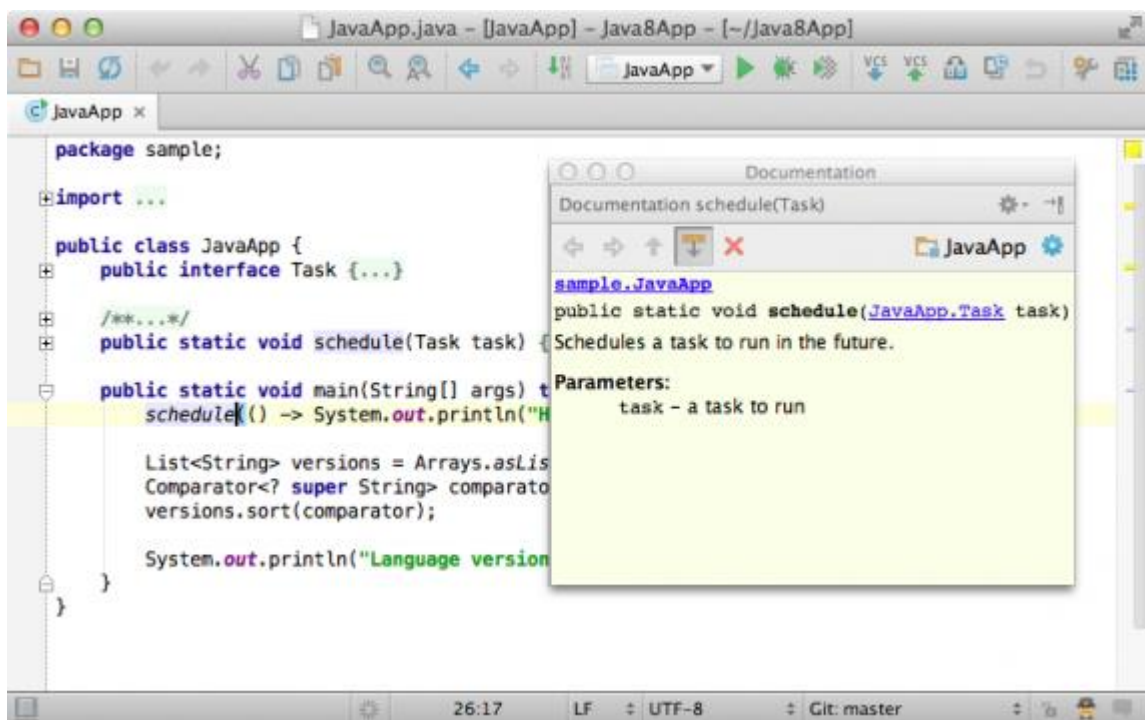 JavaApp.java – [JavaApp] – Java8App – [~/Java8App]
JavaApp
VCS VCS
JavaApp
package sample;
import ...
public class JavaApp {
public interface Task {...}
/**...*/
public static void schedule(Task task) {
public static void main(String[] args) t
schedule(() -> System.out.println("H
List<String> versions = Arrays.asLis
Comparator<? super String> comparato
versions.sort(comparator);
System.out.println("Language version
}
}
Documentation
Documentation schedule(Task)
JavaApp
sample.JavaApp
public static void schedule(JavaApp.Task task)
Schedules a task to run in the future.
Parameters:
task – a task to run
26:17 LF UTF-8 Git: master